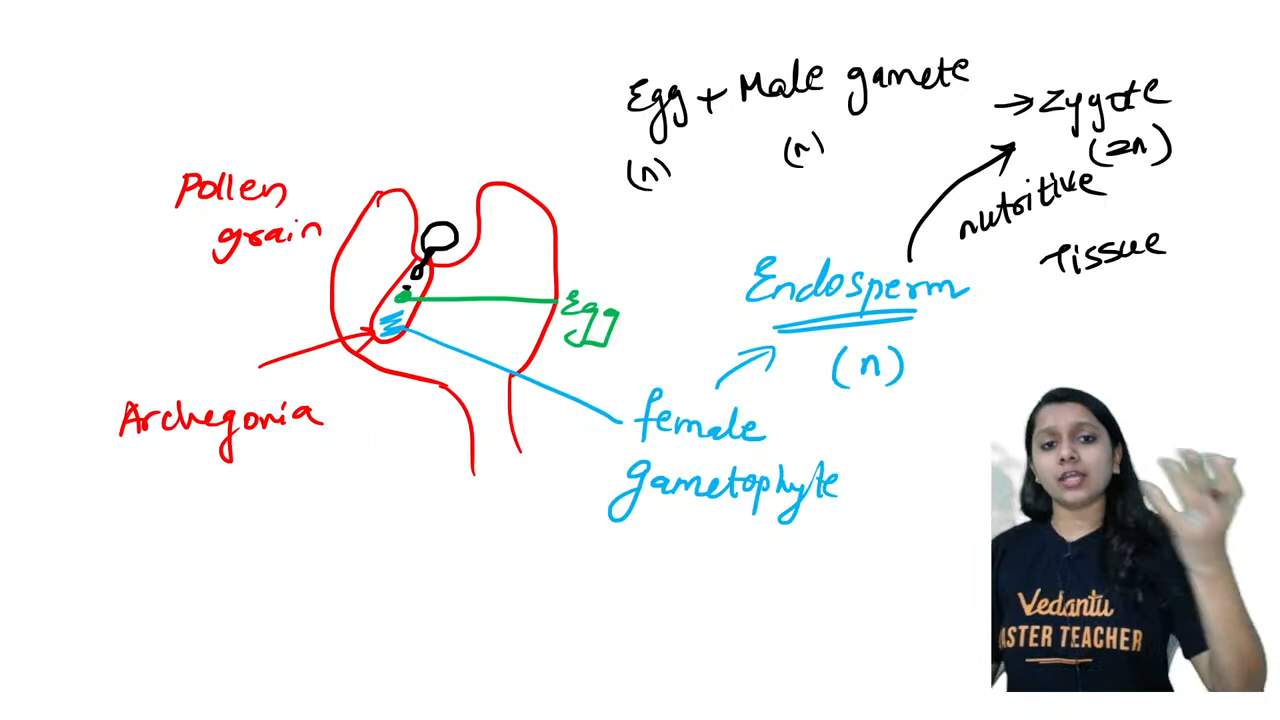 Egg + Male gamete → Zygote
(n) (n) (2n)
Pollen
grain
nutritive
Tissue
Endosperm
(n)
Egg
Archegonia
female
gametophyte
Vedantu
ASTER TEACHER